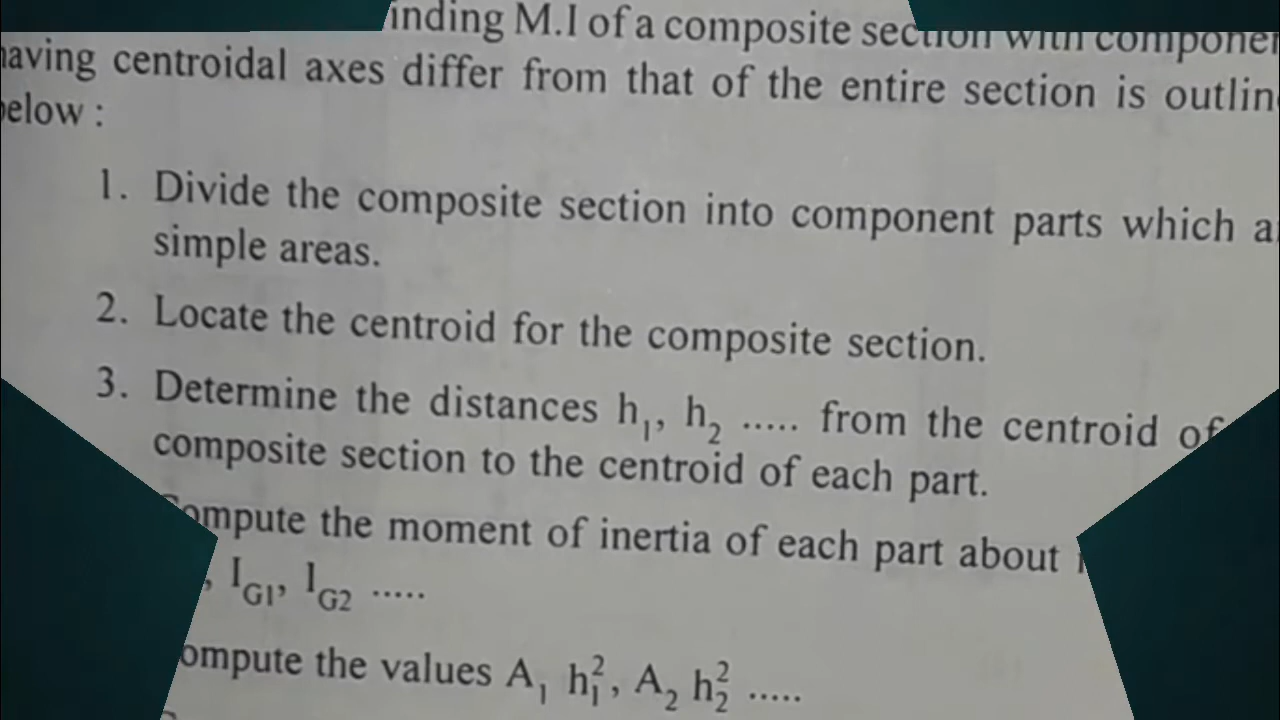 inding M.I of a composite section with componen
aving centroidal axes differ from that of the entire section is outlin
elow :
1. Divide the composite section into component parts which a
simple areas.
2. Locate the centroid for the composite section.
3. Determine the distances h₁, h₂ ..... from the centroid of
composite section to the centroid of each part.
ompute the moment of inertia of each part about
, I_G1, I_G2 .....
ompute the values A₁ h₁², A₂ h₂² .....